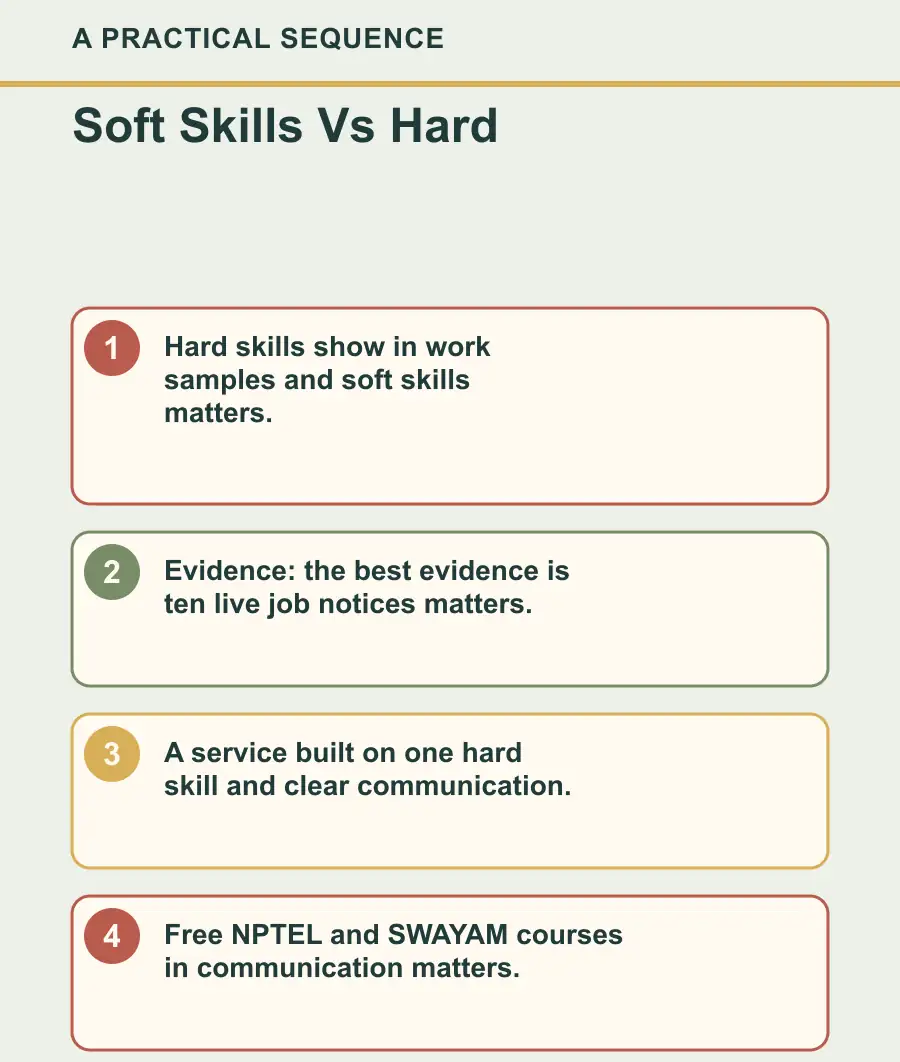 A PRACTICAL SEQUENCE
Soft Skills Vs Hard
1
Hard skills show in work
samples and soft skills
matters.
2
Evidence: the best evidence is
ten live job notices matters.
3
A service built on one hard
skill and clear communication.
4
Free NPTEL and SWAYAM courses
in communication matters.